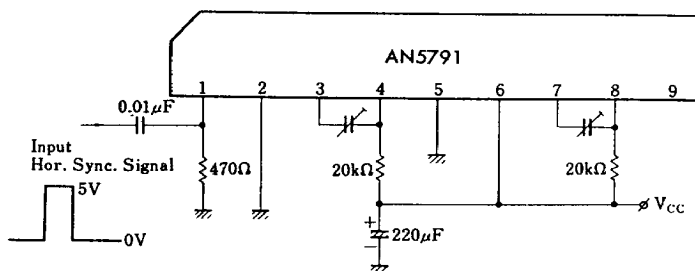 AN5791
1 2 3 4 5 6 7 8 9
0.01μF
Input
Hor. Sync. Signal
5V
0V
470Ω
20kΩ
20kΩ
VCC
+
220μF
−